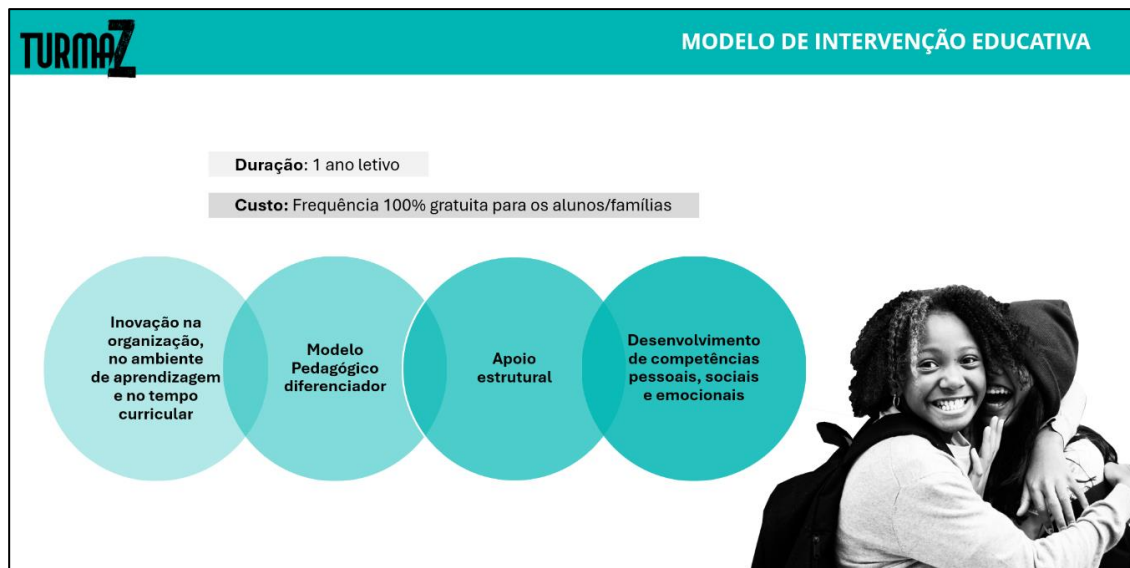 TURMAZ
MODELO DE INTERVENÇÃO EDUCATIVA
Duração: 1 ano letivo
Custo: Frequência 100% gratuita para os alunos/famílias
Inovação na
organização,
no ambiente
de aprendizagem
e no tempo
curricular
Modelo
Pedagógico
diferenciador
Apoio
estrutural
Desenvolvimento
de competências
pessoais, sociais
e emocionais